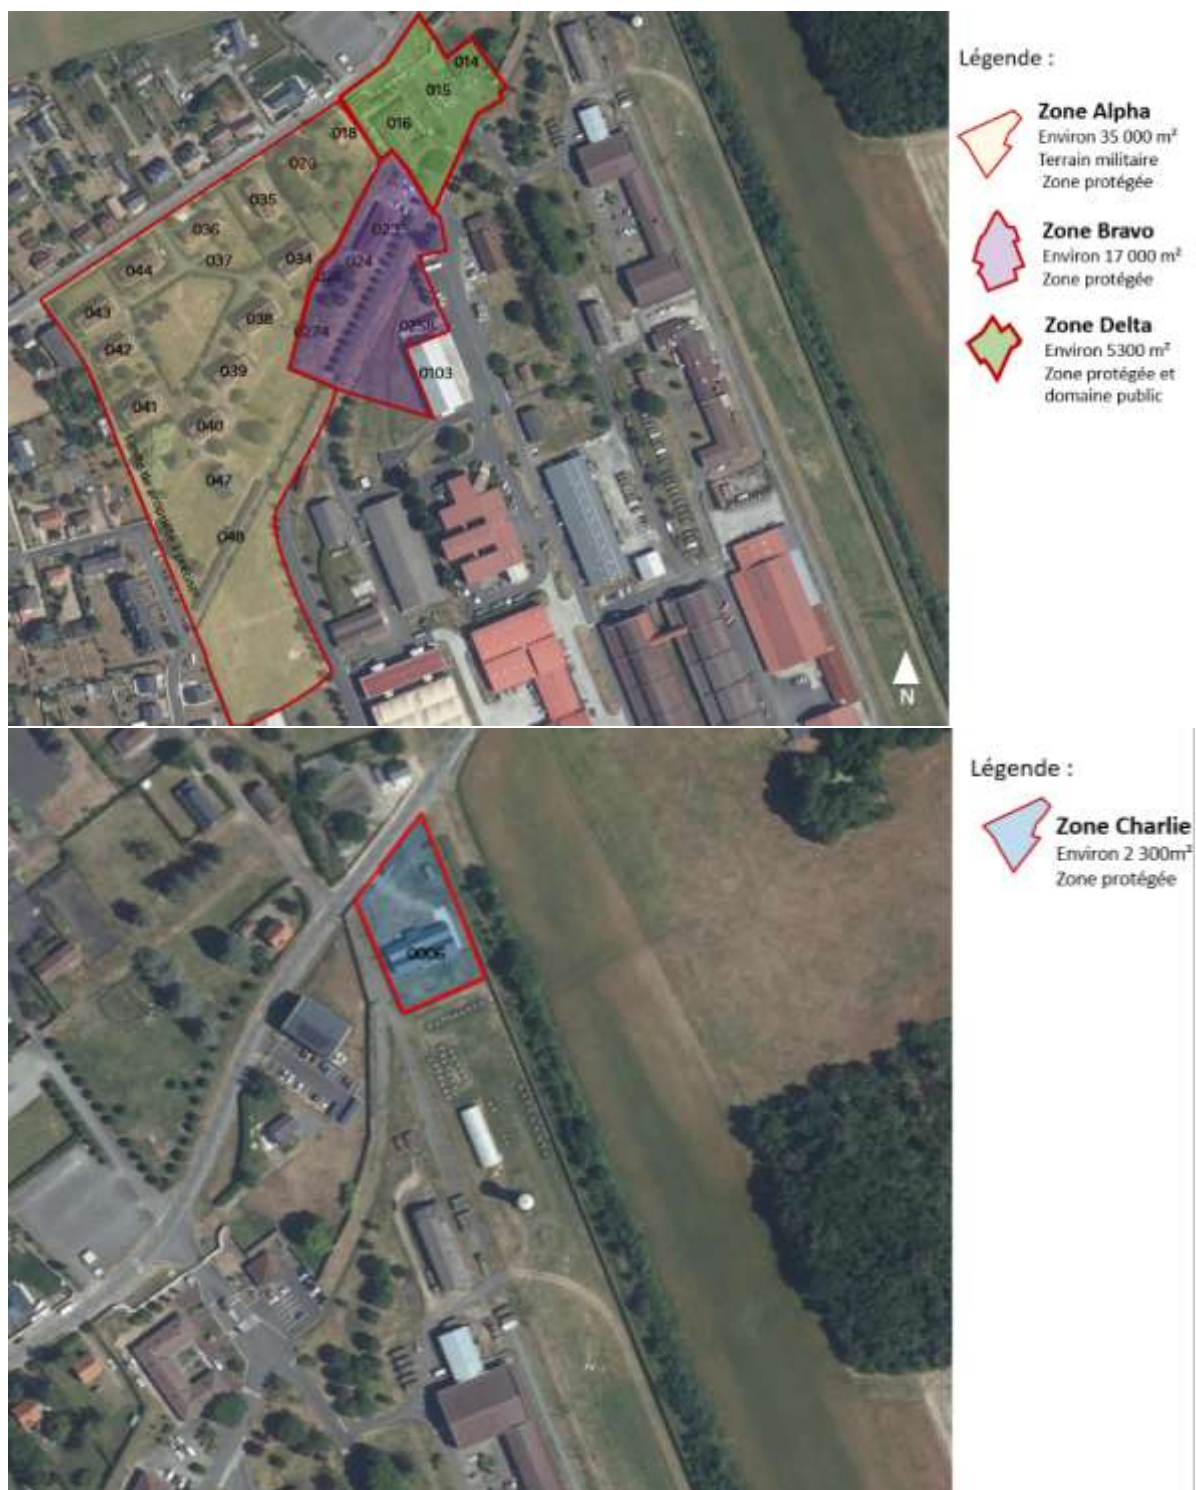 Légende :
Zone Alpha
Environ 35 000 m²
Terrain militaire
Zone protégée
Zone Bravo
Environ 17 000 m²
Zone protégée
Zone Delta
Environ 5300 m²
Zone protégée et
domaine public
014
015
016
018
035
036
037
034
044
043
038
042
039
041
040
047
048
024
0103
N
Légende :
Zone Charlie
Environ 2 300m²
Zone protégée